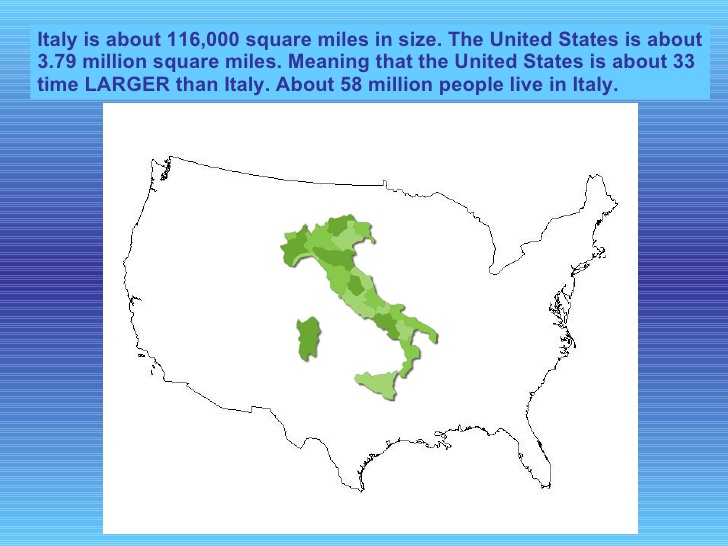 Italy is about 116,000 square miles in size. The United States is about
3.79 million square miles. Meaning that the United States is about 33
time LARGER than Italy. About 58 million people live in Italy.